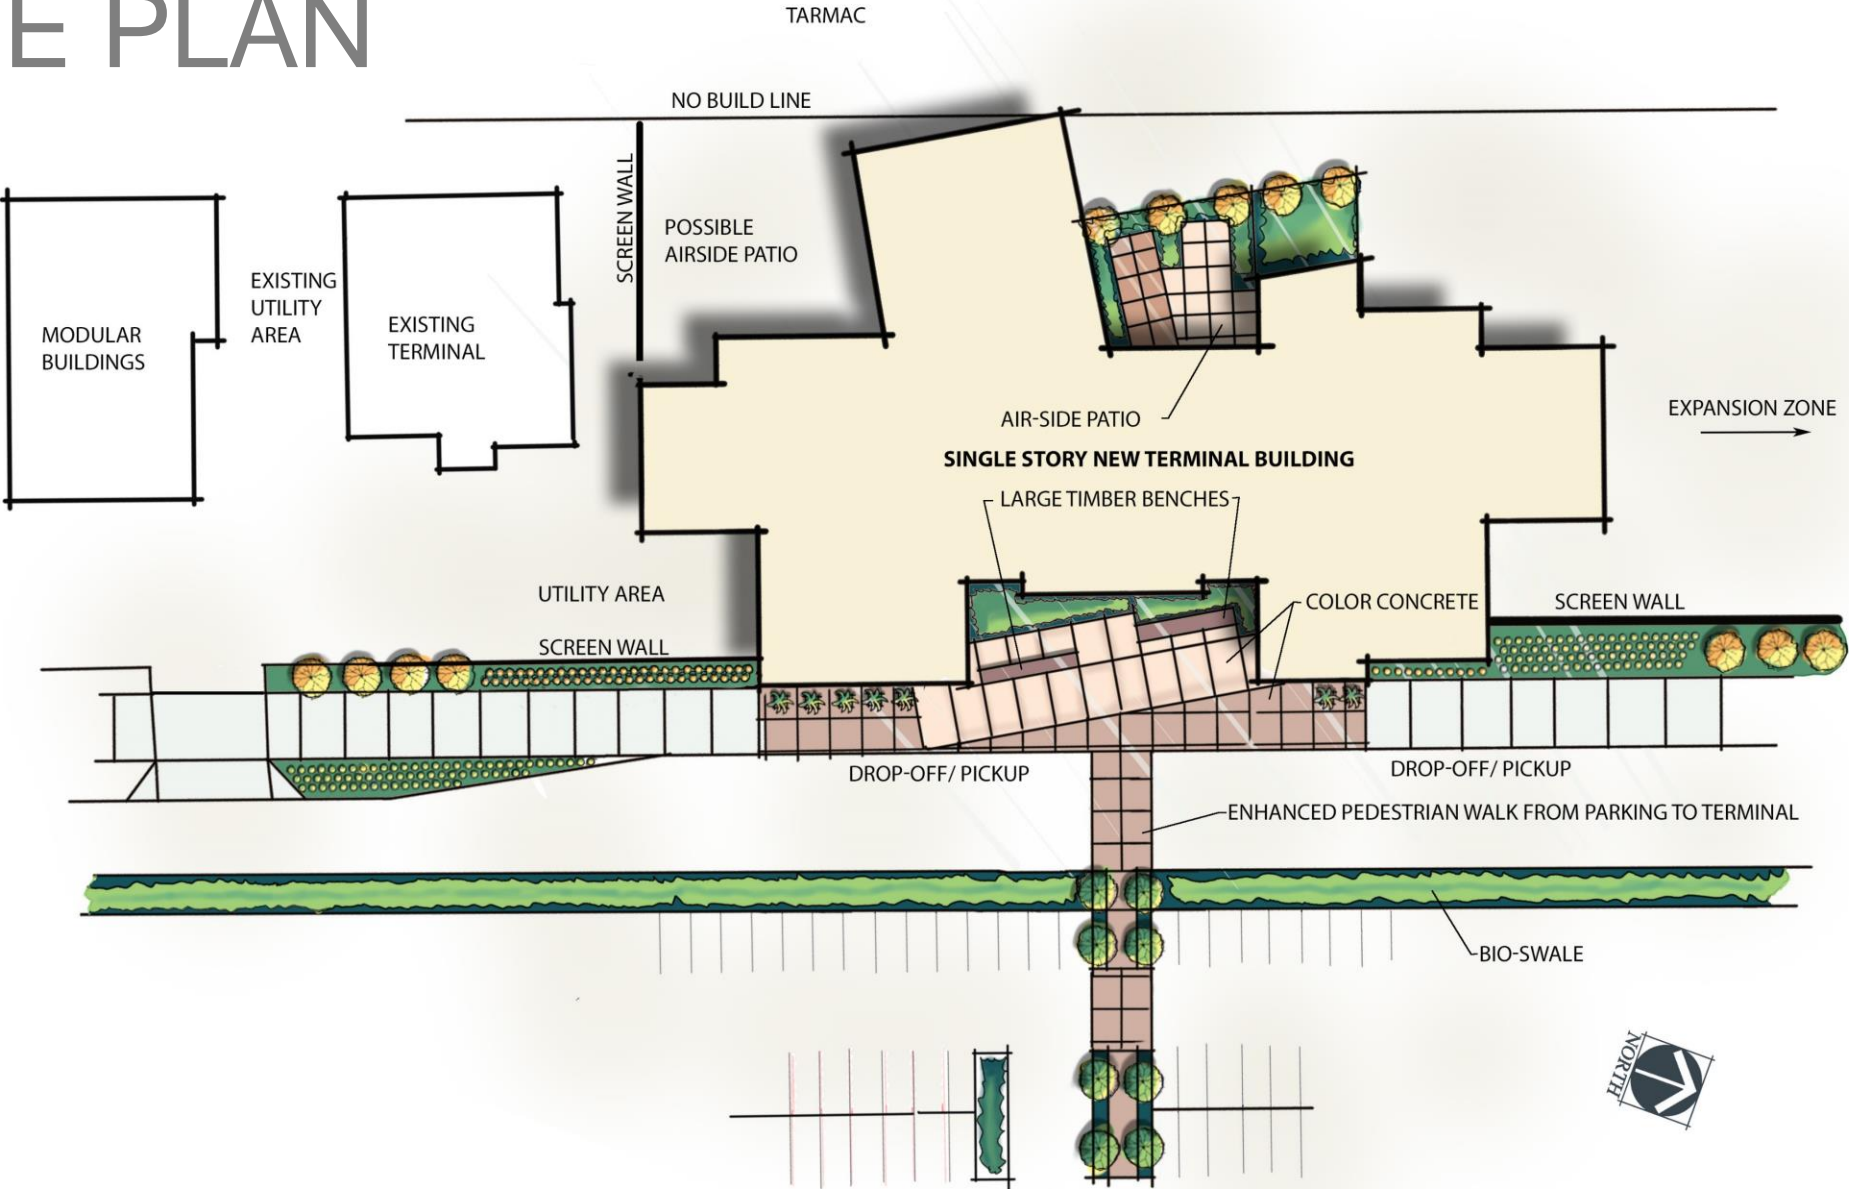 E PLAN
TARMAC
NO BUILD LINE
SCREEN WALL
POSSIBLE
AIRSIDE PATIO
EXISTING
UTILITY
AREA
MODULAR
BUILDINGS
EXISTING
TERMINAL
AIR-SIDE PATIO
EXPANSION ZONE
SINGLE STORY NEW TERMINAL BUILDING
LARGE TIMBER BENCHES
UTILITY AREA
COLOR CONCRETE
SCREEN WALL
SCREEN WALL
DROP-OFF/ PICKUP
DROP-OFF/ PICKUP
ENHANCED PEDESTRIAN WALK FROM PARKING TO TERMINAL
BIO-SWALE
NORTH